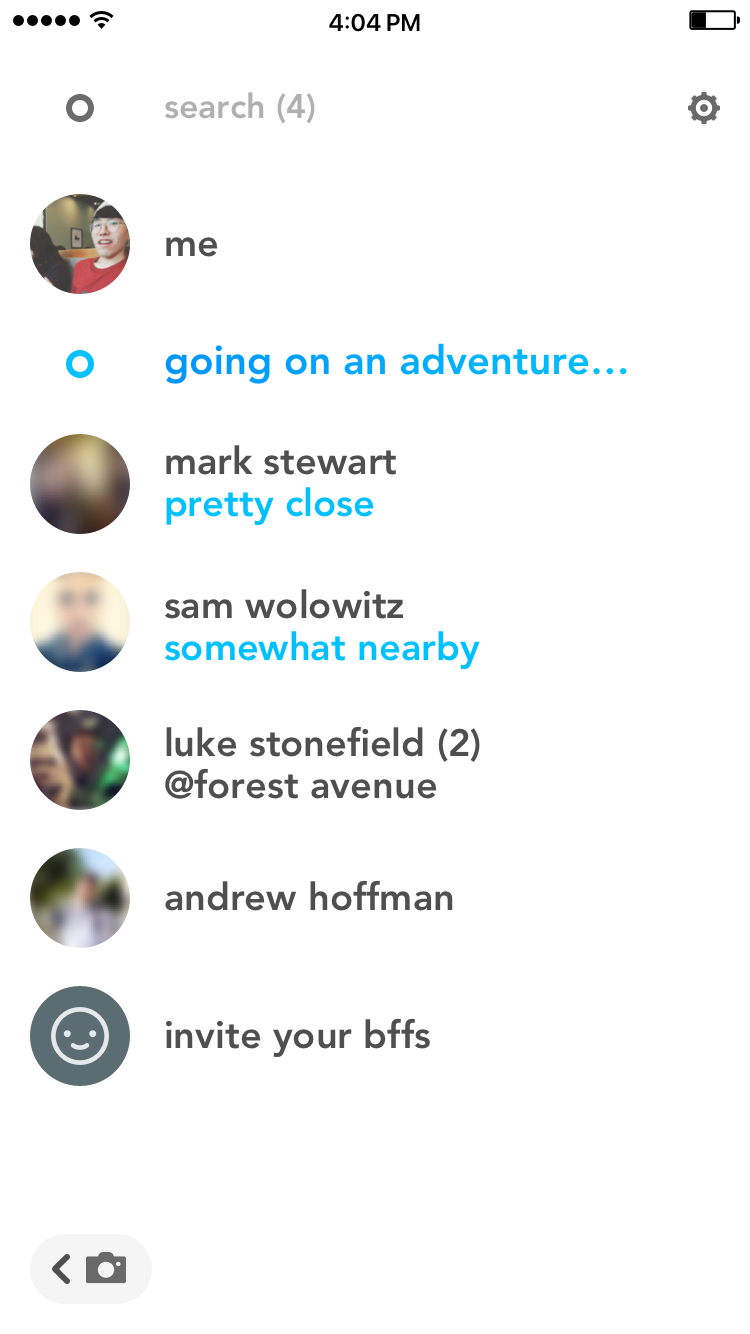 4:04 PM
search (4)
me
going on an adventure...
mark stewart
pretty close
sam wolowitz
somewhat nearby
luke stonefield (2)
@forest avenue
andrew hoffman
invite your bffs